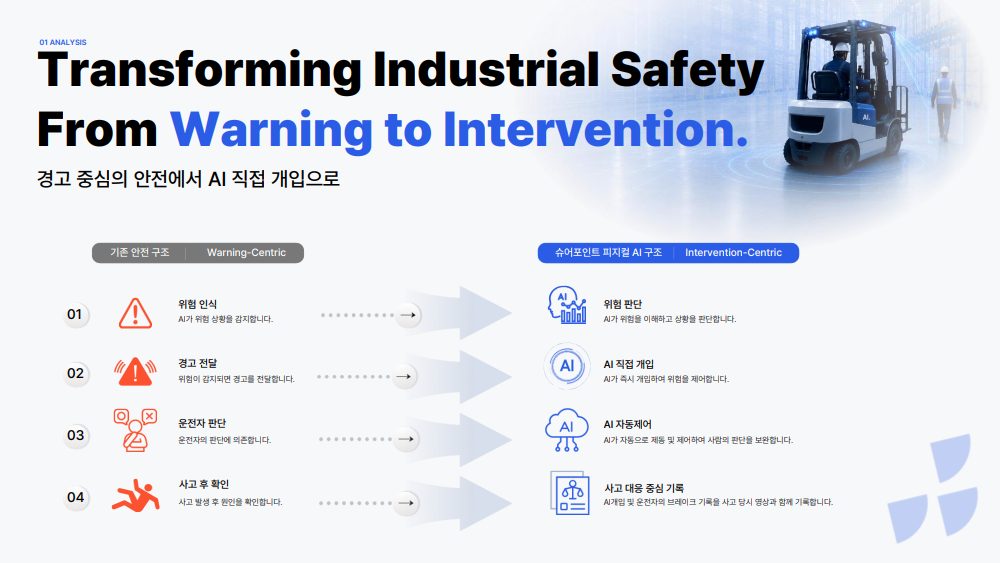 01 ANALYSIS
Transforming Industrial Safety
From Warning to Intervention.
경고 중심의 안전에서 AI 직접 개입으로
AI.
기존 안전 구조 | Warning-Centric
슈어포인트 피지컬 AI 구조 | Intervention-Centric
01
위험 인식
AI가 위험 상황을 감지합니다.
AI
위험 판단
AI가 위험을 이해하고 상황을 판단합니다.
02
경고 전달
위험이 감지되면 경고를 전달합니다.
AI
AI 직접 개입
AI가 즉시 개입하여 위험을 제어합니다.
03
운전자 판단
운전자의 판단에 의존합니다.
AI
AI 자동제어
AI가 자동으로 제동 및 제어하여 사람의 판단을 보완합니다.
04
사고 후 확인
사고 발생 후 원인을 확인합니다.
사고 대응 중심 기록
AI개입 및 운전자의 브레이크 기록을 사고 당시 영상과 함께 기록합니다.